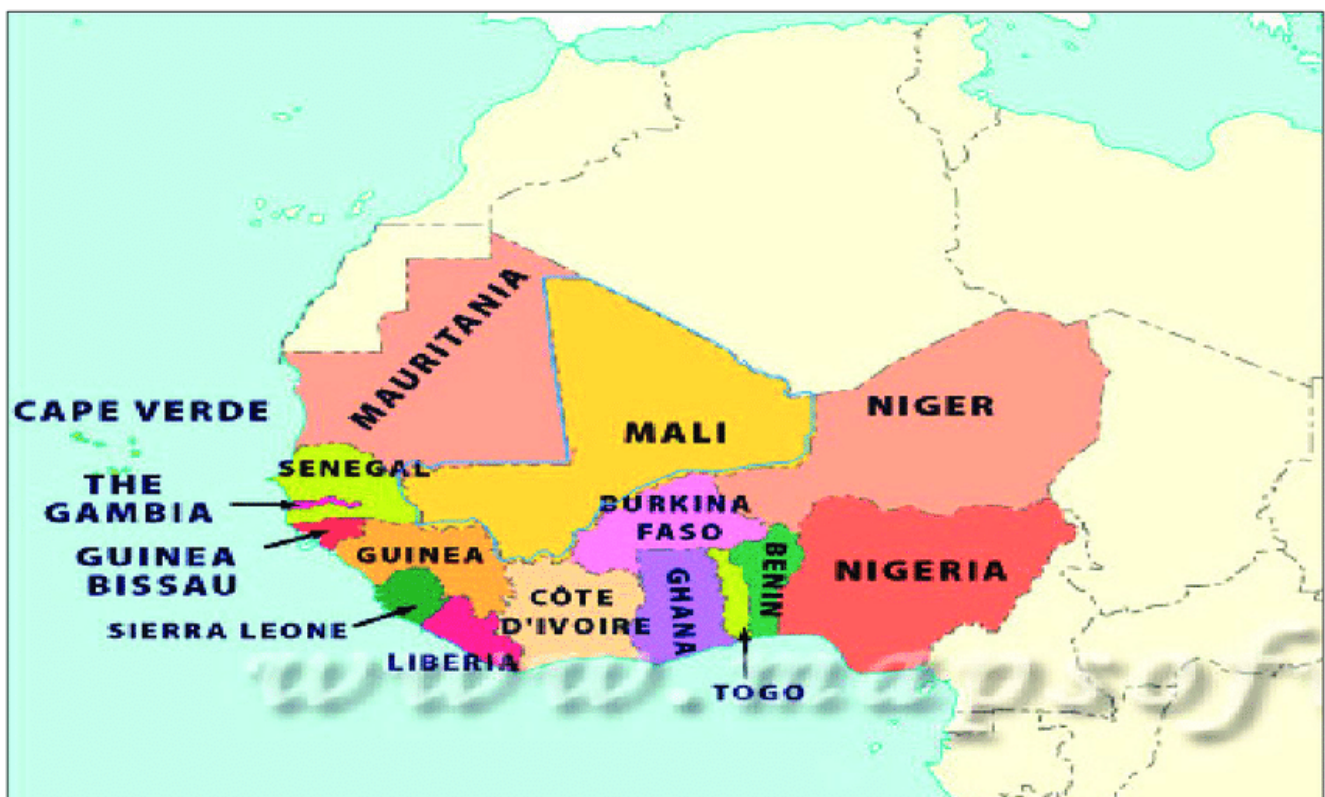 MAURITANIA
NIGER
CAPE VERDE
MALI
SENEGAL
THE
GAMBIA
BURKINA
FASO
GUINEA
BISSAU
GUINEA
BENIN
NIGERIA
GHANA
CÔTE
D'IVOIRE
SIERRA LEONE
LIBERIA
TOGO
www.mapsof